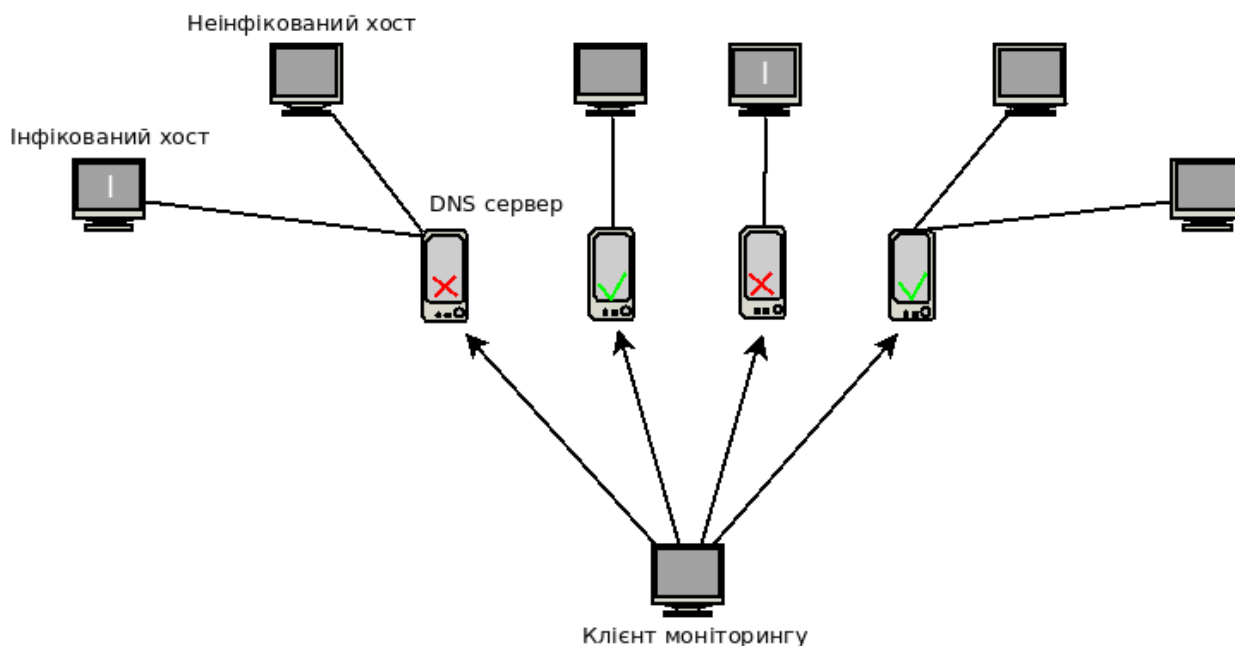 Неінфікований хост
Інфікований хост
I
I
DNS сервер
Клієнт моніторингу